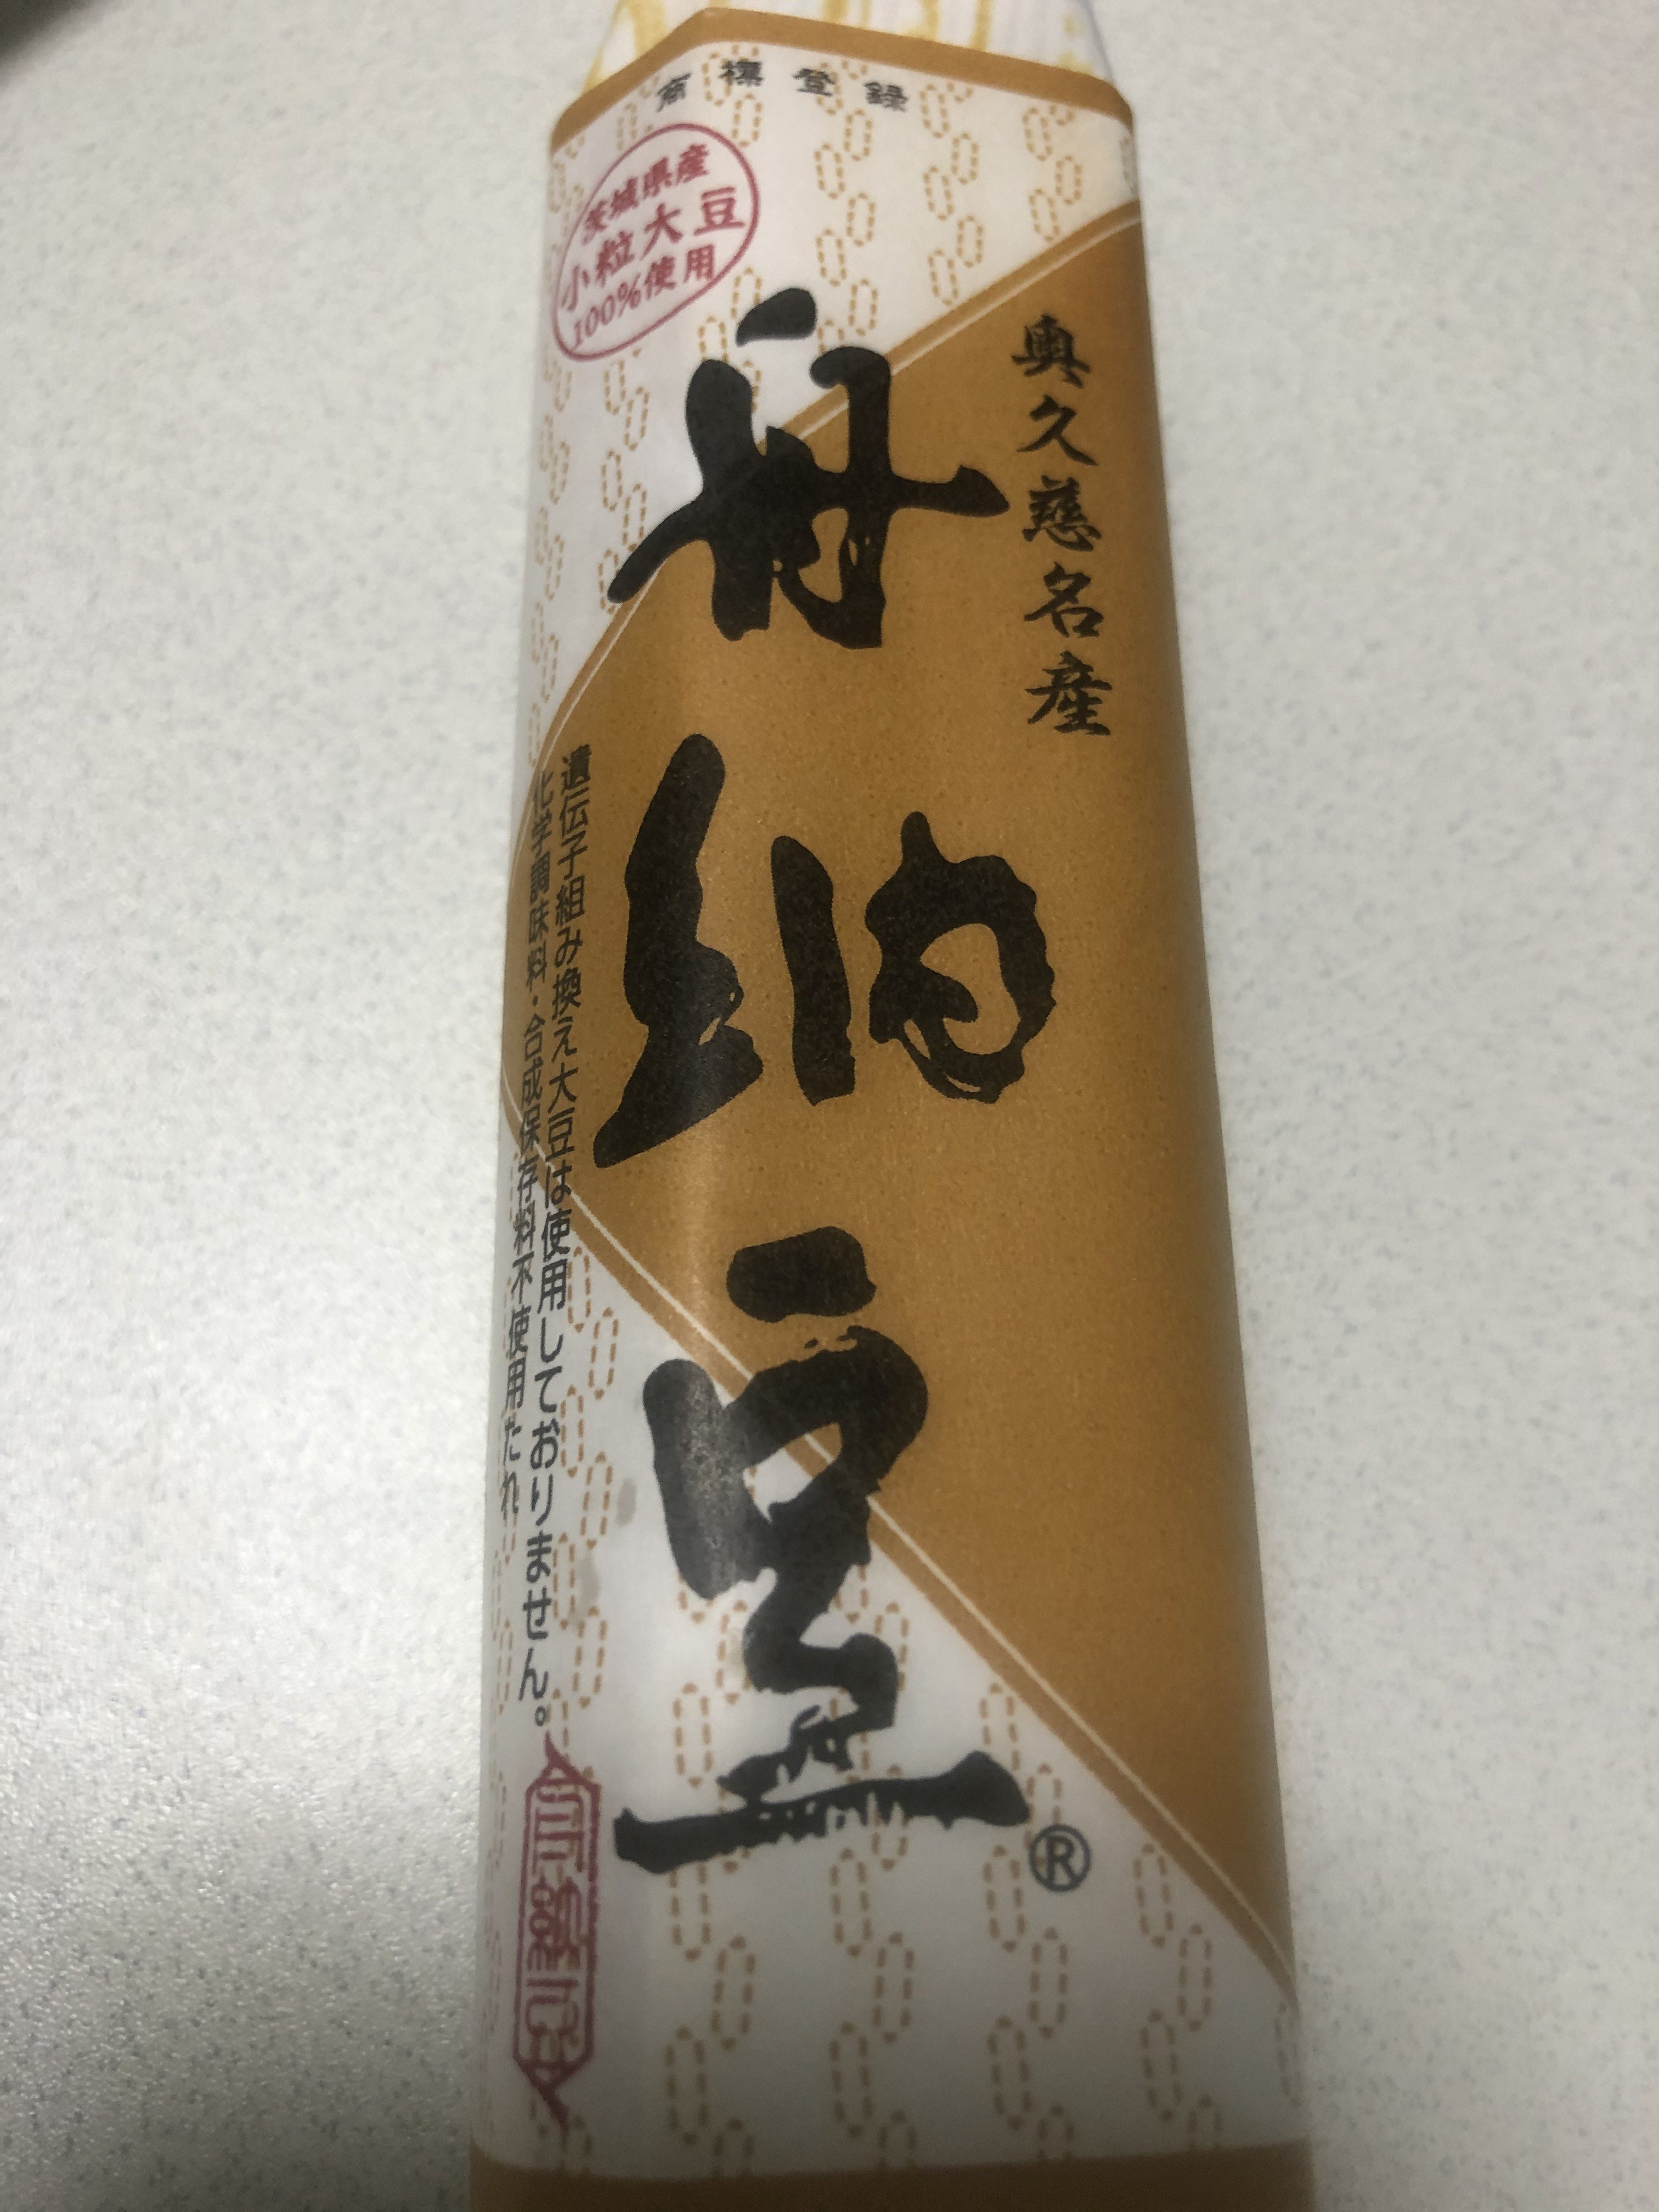 商標登録
茨城県産
小粒大豆
100%使用
奥久慈名産
舟納豆
®
遺伝子組み換え大豆は使用しておりません。
化学調味料・合成保存料不使用たれ